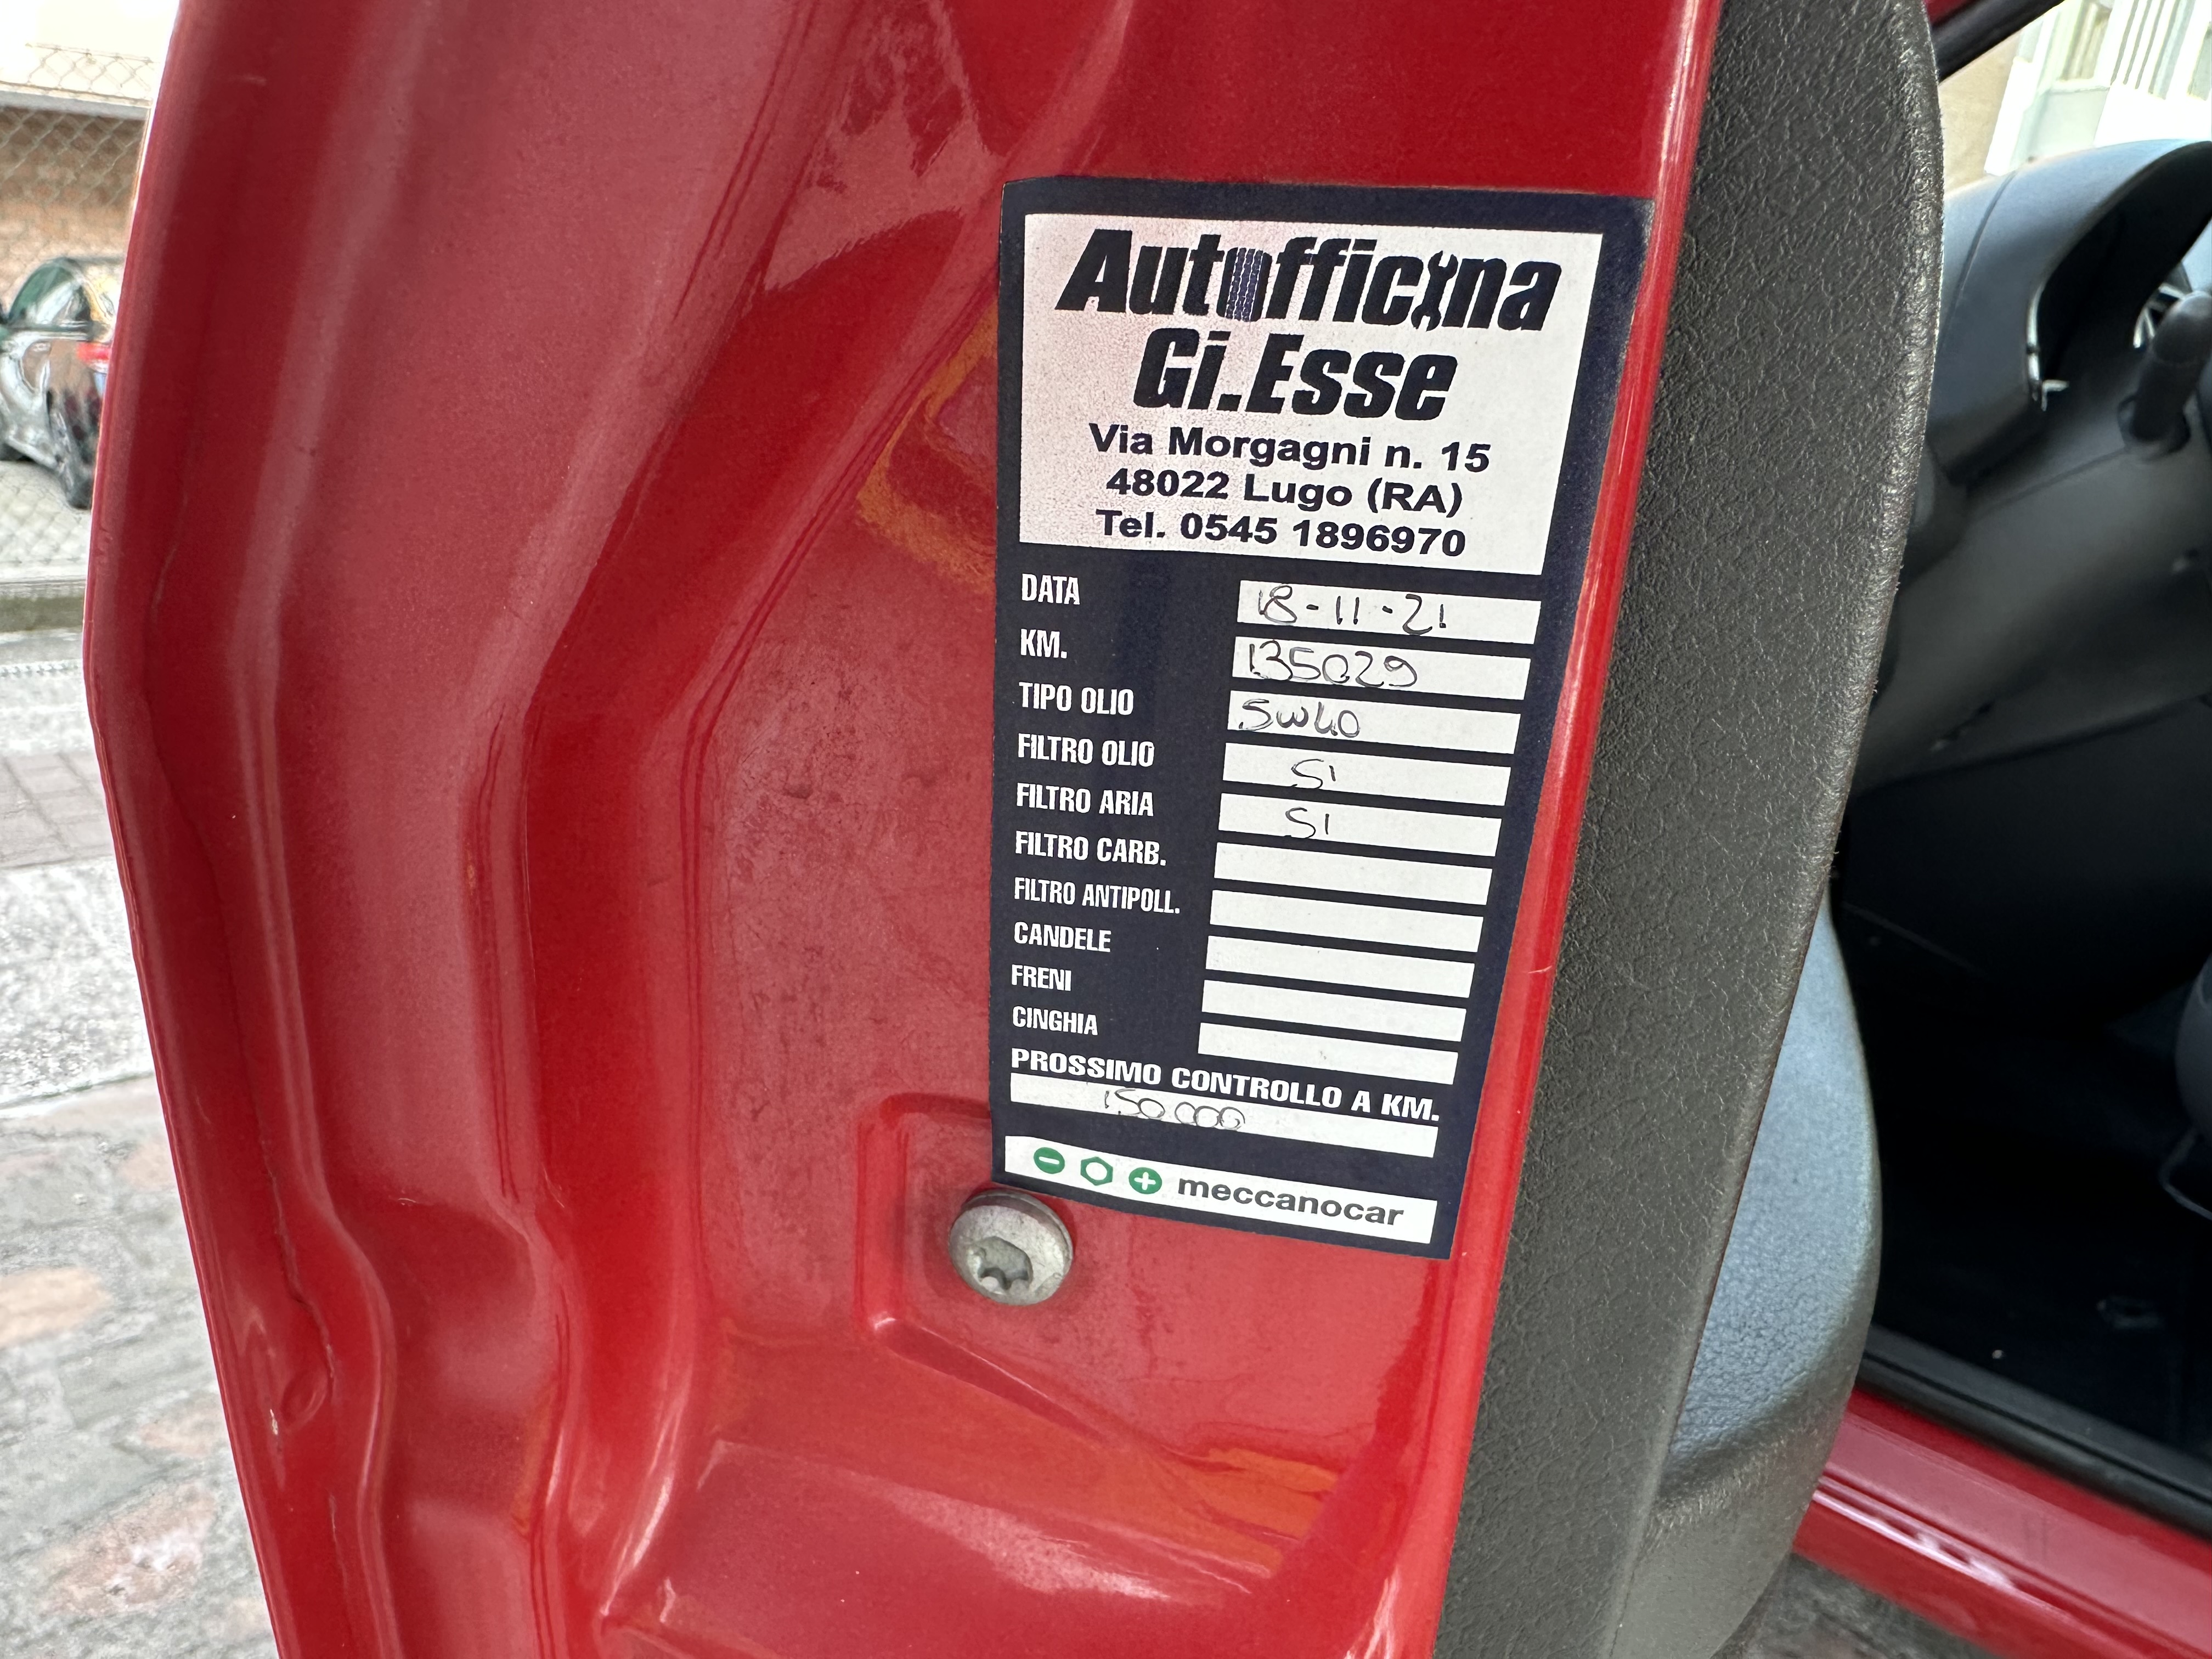 Autofficina
Gi.Esse
Via Morgagni n. 15
48022 Lugo (RA)
Tel. 0545 1896970
DATA 18-11-21
KM. 135029
TIPO OLIO 5W40
FILTRO OLIO SI
FILTRO ARIA SI
FILTRO CARB.
FILTRO ANTIPOLL.
CANDELE
FRENI
CINGHIA
PROSSIMO CONTROLLO A KM.
150000
meccanocar